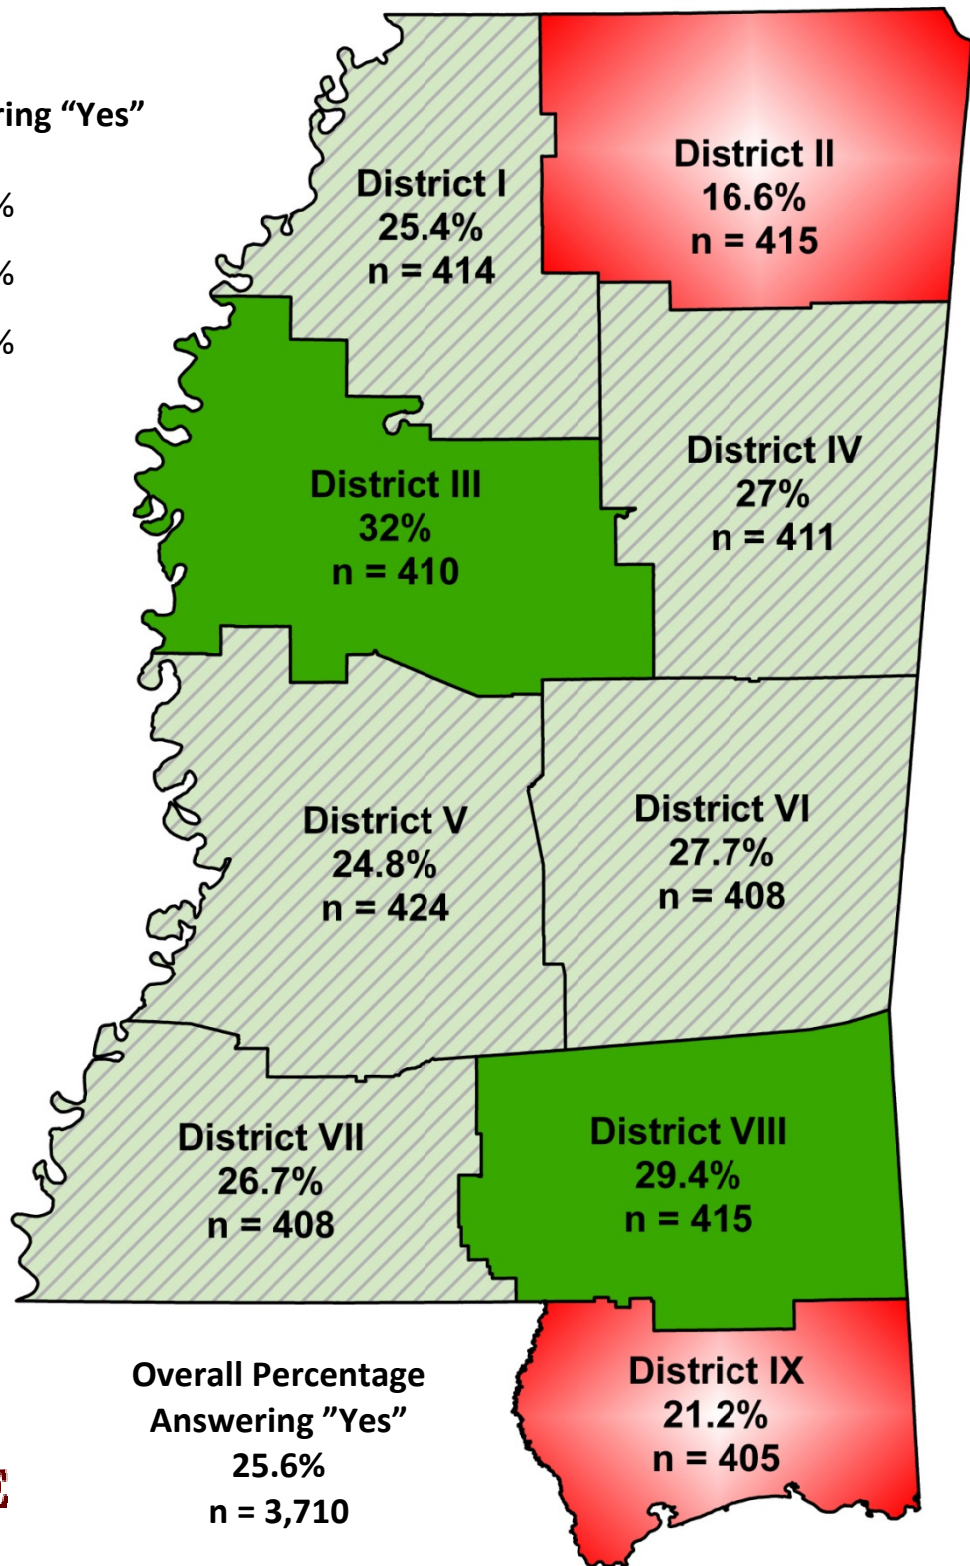 ring “Yes”
%
%
%
District I
25.4%
n = 414
District II
16.6%
n = 415
District III
32%
n = 410
District IV
27%
n = 411
District V
24.8%
n = 424
District VI
27.7%
n = 408
District VII
26.7%
n = 408
District VIII
29.4%
n = 415
District IX
21.2%
n = 405
Overall Percentage
Answering ”Yes”
25.6%
n = 3,710
E